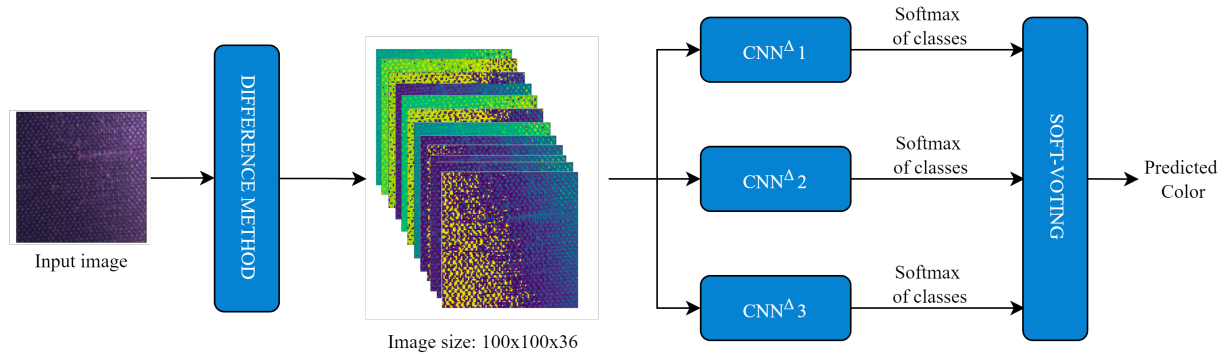 Input image
DIFFERENCE METHOD
Image size: 100x100x36
CNN^Δ 1
CNN^Δ 2
CNN^Δ 3
Softmax
of classes
Softmax
of classes
Softmax
of classes
SOFT-VOTING
Predicted
Color